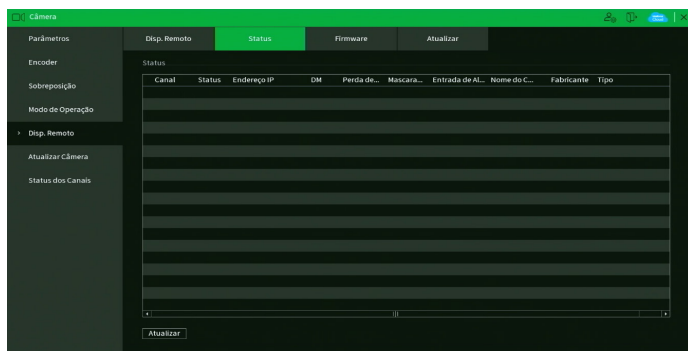 Câmera
Parâmetros
Encoder
Sobreposição
Modo de Operação
Disp. Remoto
Atualizar Câmera
Status dos Canais
Disp. Remoto Status Firmware Atualizar
Status
Canal Status Endereço IP DM Perda de... Mascara... Entrada de Al... Nome do C... Fabricante Tipo
Atualizar